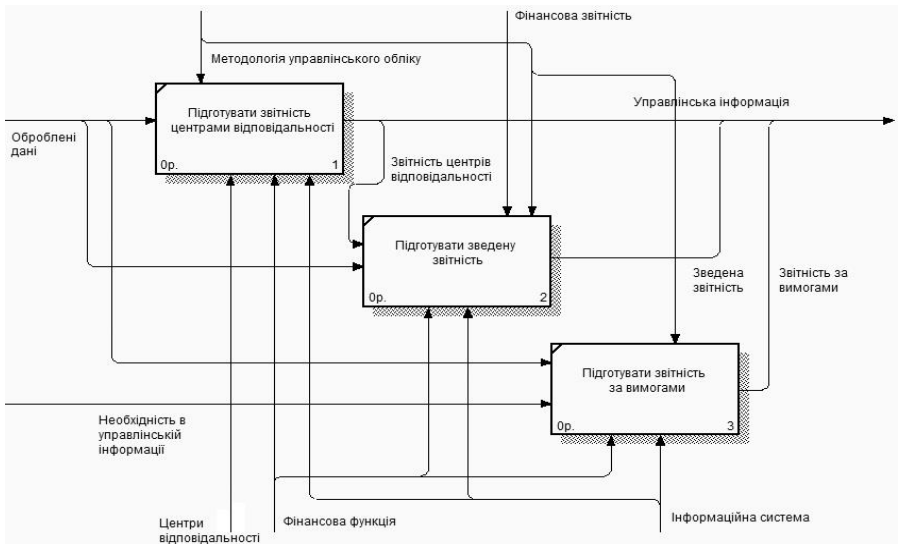 Фінансова звітність
Методологія управлінського обліку
Підготувати звітність
центрами відповідальності
0р.
1
Управлінська інформація
Оброблені
дані
Звітність центрів
відповідальності
Підготувати зведену
звітність
0р.
2
Зведена
звітність
Звітність за
вимогами
Підготувати звітність
за вимогами
0р.
3
Необхідність в
управлінській
інформації
Центри
відповідальності
Фінансова функція
Інформаційна система